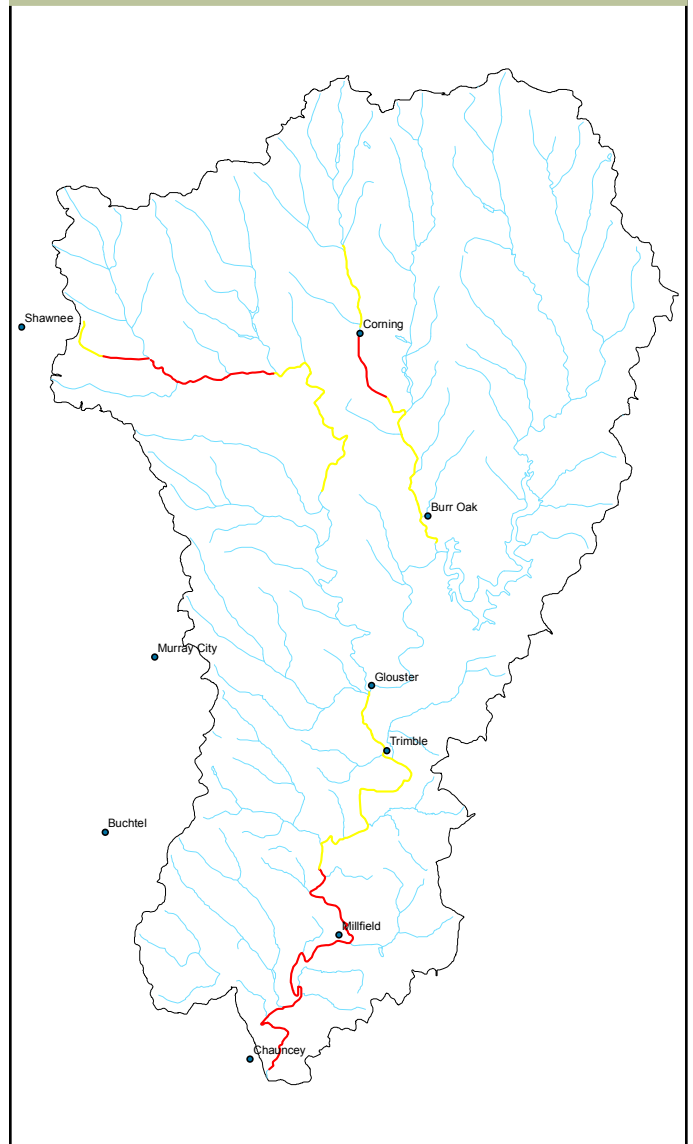 Shawnee
Corning
Burr Oak
Murray City
Glouster
Trimble
Buchtel
Millfield
Chauncey